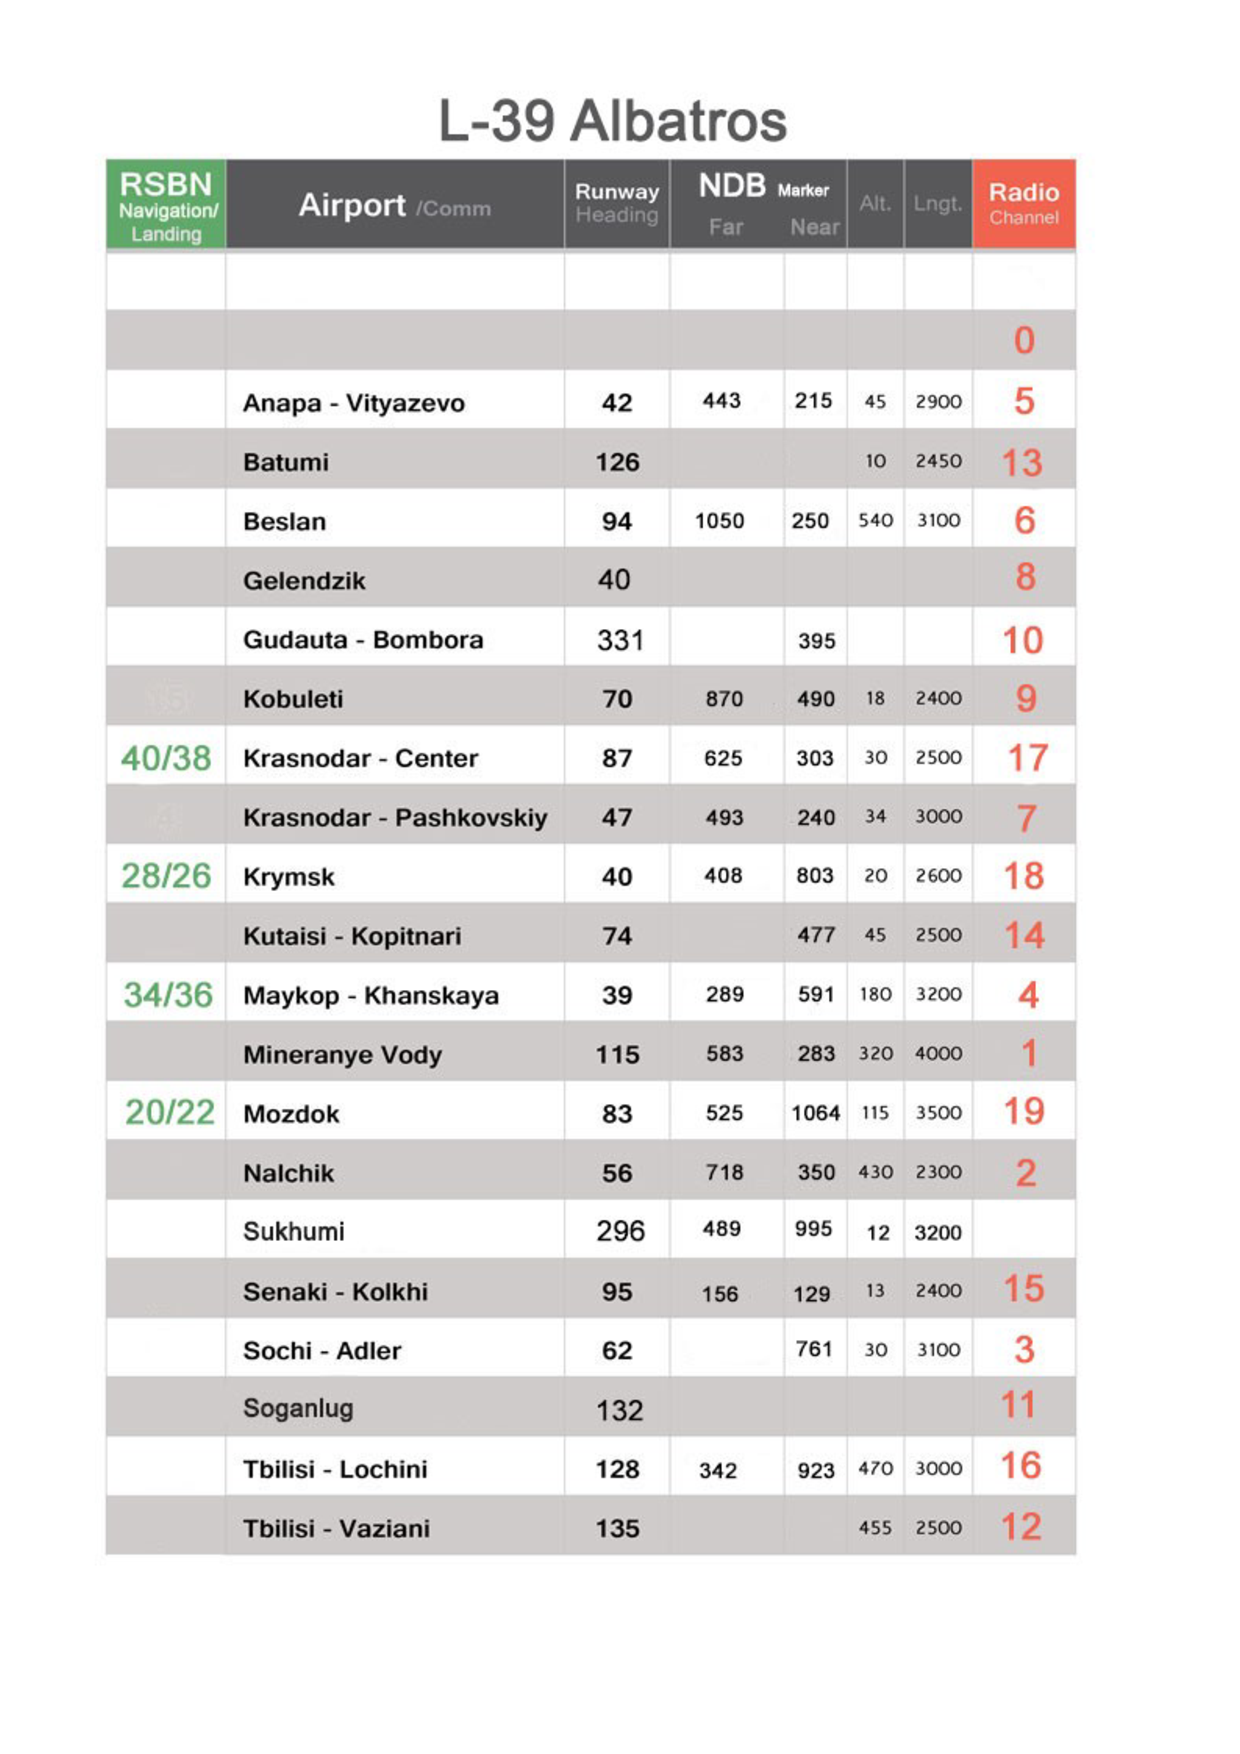 L-39 Albatros
RSBN Navigation/ Landing Airport /Comm Runway Heading NDB Marker Far Near Alt. Lngt. Radio Channel
0
Anapa - Vityazevo 42 443 215 45 2900 5
Batumi 126 10 2450 13
Beslan 94 1050 250 540 3100 6
Gelendzik 40 8
Gudauta - Bombora 331 395 10
Kobuleti 70 870 490 18 2400 9
40/38 Krasnodar - Center 87 625 303 30 2500 17
Krasnodar - Pashkovskiy 47 493 240 34 3000 7
28/26 Krymsk 40 408 803 20 2600 18
Kutaisi - Kopitnari 74 477 45 2500 14
34/36 Maykop - Khanskaya 39 289 591 180 3200 4
Mineranye Vody 115 583 283 320 4000 1
20/22 Mozdok 83 525 1064 115 3500 19
Nalchik 56 718 350 430 2300 2
Sukhumi 296 489 995 12 3200
Senaki - Kolkhi 95 156 129 13 2400 15
Sochi - Adler 62 761 30 3100 3
Soganlug 132 11
Tbilisi - Lochini 128 342 923 470 3000 16
Tbilisi - Vaziani 135 455 2500 12